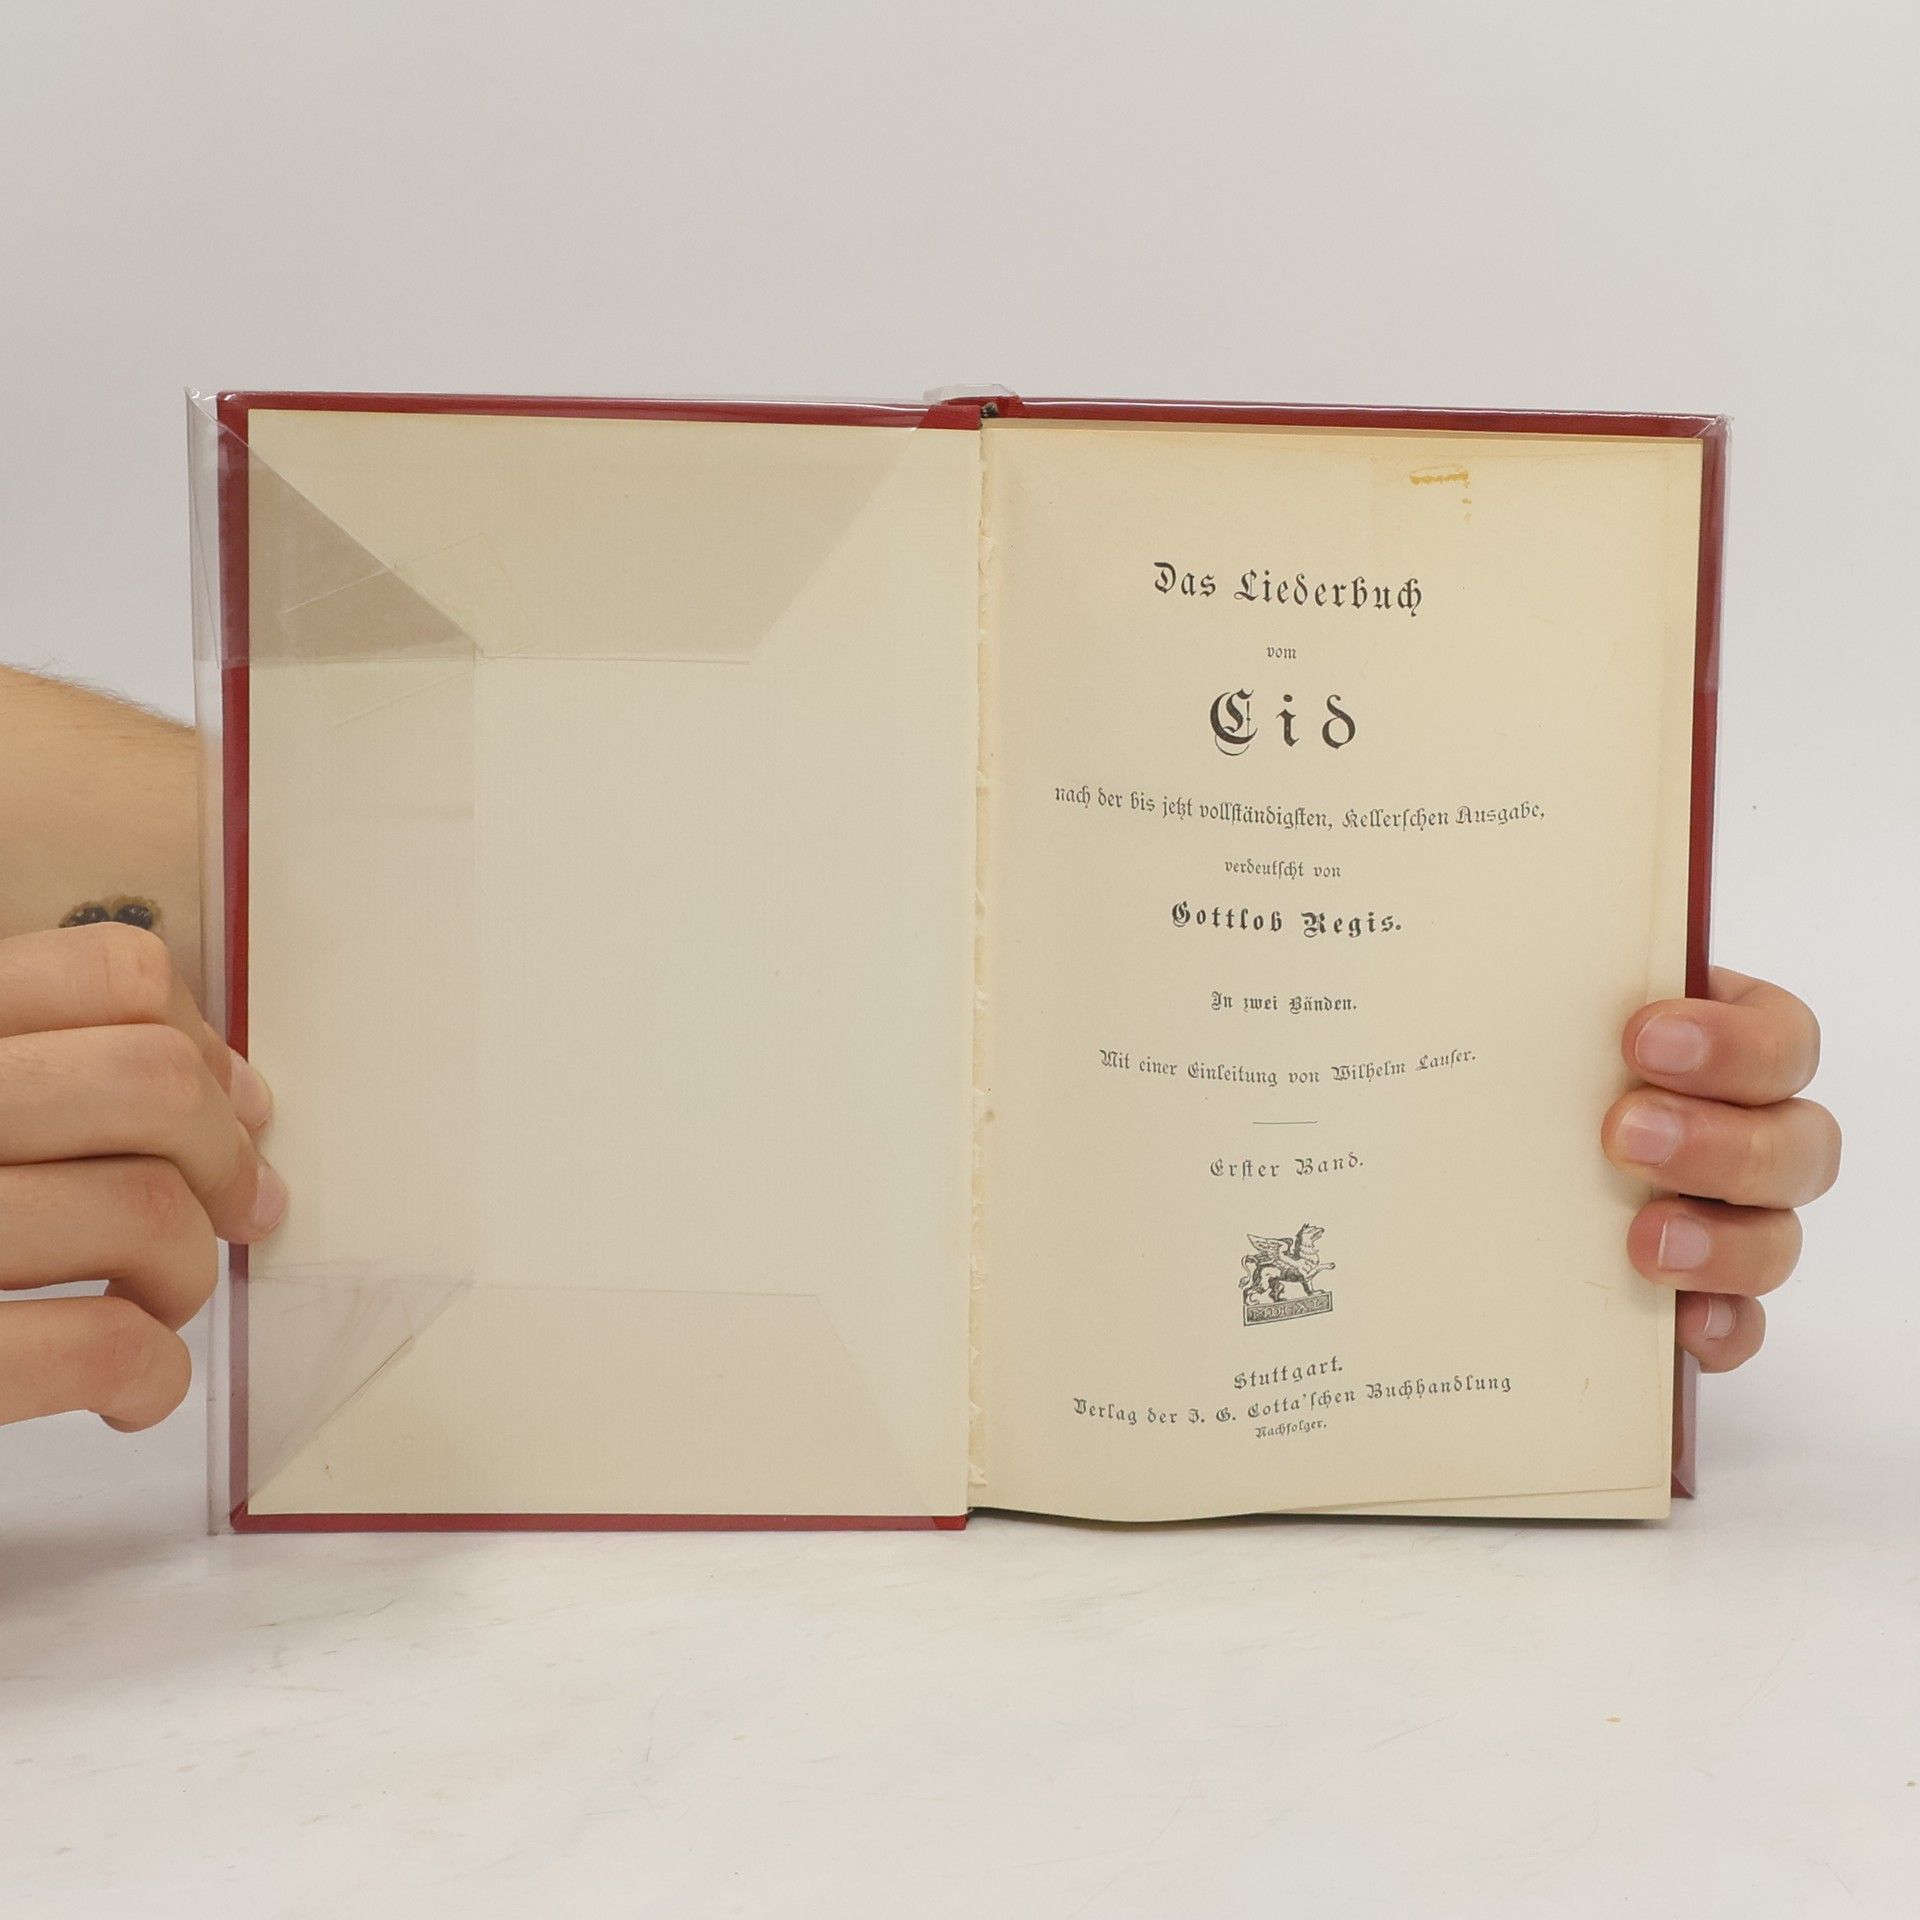 Das Liederbuch
vom
Cid
nach der bis jetzt vollständigsten, Kellerschen Ausgabe,
verdeutscht von
Gottlob Regis.
In zwei Bänden.
Mit einer Einleitung von Wilhelm Lauser.
Erster Band.
MDCXL
Stuttgart.
Verlag der J. G. Cotta'schen Buchhandlung
Nachfolger.